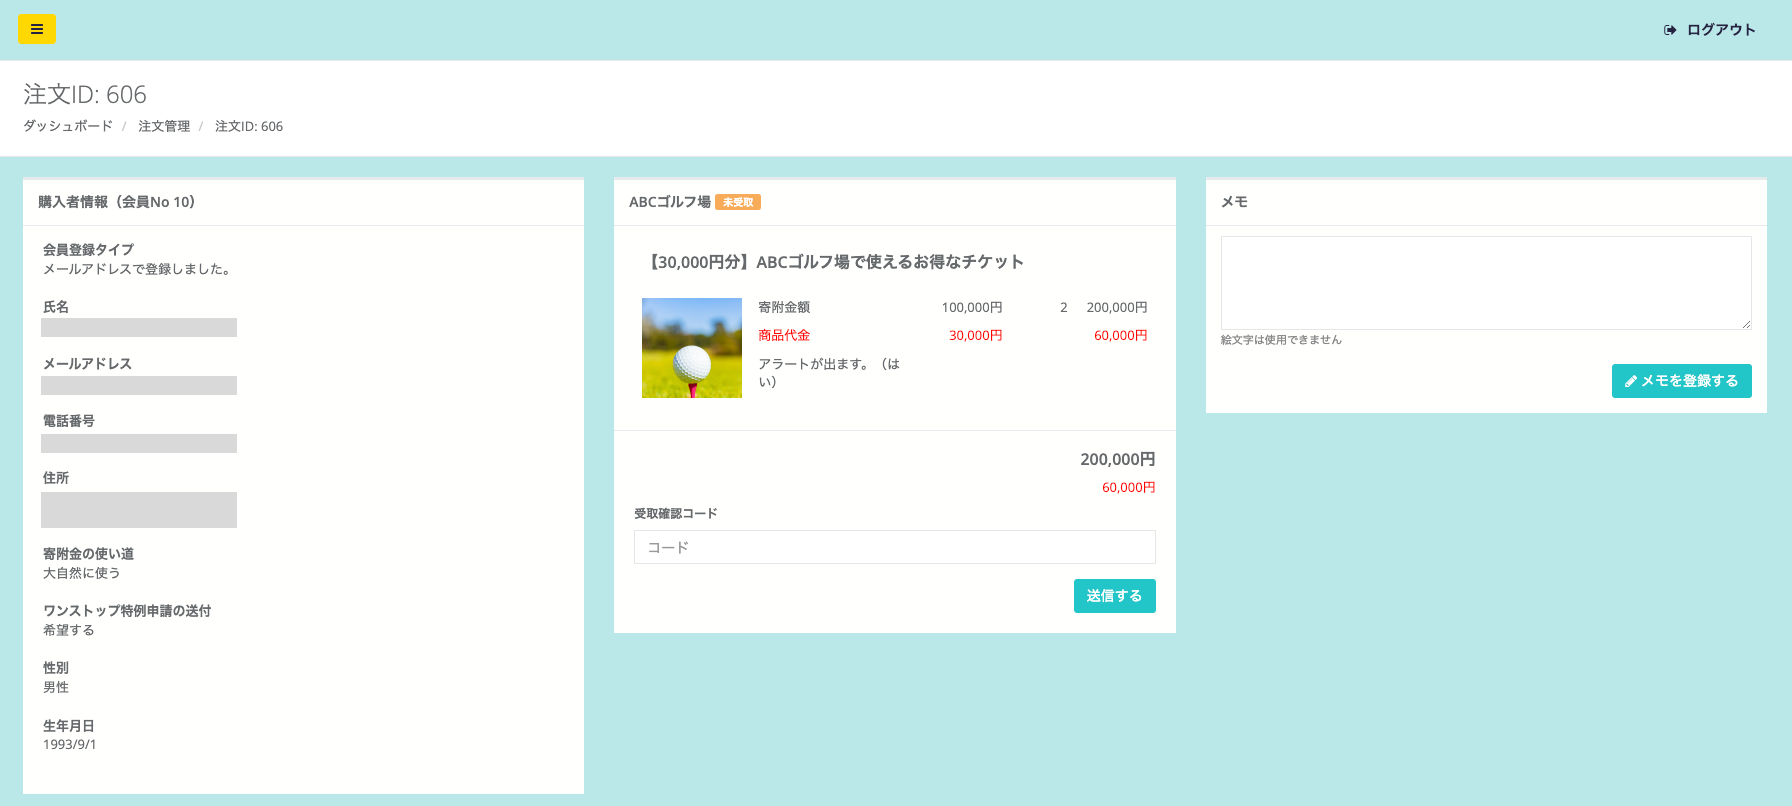 ログアウト
注文ID: 606
ダッシュボード / 注文管理 / 注文ID: 606
購入者情報（会員No 10）
会員登録タイプ
メールアドレスで登録しました。
氏名
メールアドレス
電話番号
住所
寄附金の使い道
大自然に使う
ワンストップ特例申請の送付
希望する
性別
男性
生年月日
1993/9/1
ABCゴルフ場 未受取
【30,000円分】ABCゴルフ場で使えるお得なチケット
寄附金額 100,000円 2 200,000円
商品代金 30,000円 60,000円
アラートが出ます。（は
い）
200,000円
60,000円
受取確認コード
コード
送信する
メモ
絵文字は使用できません
メモを登録する